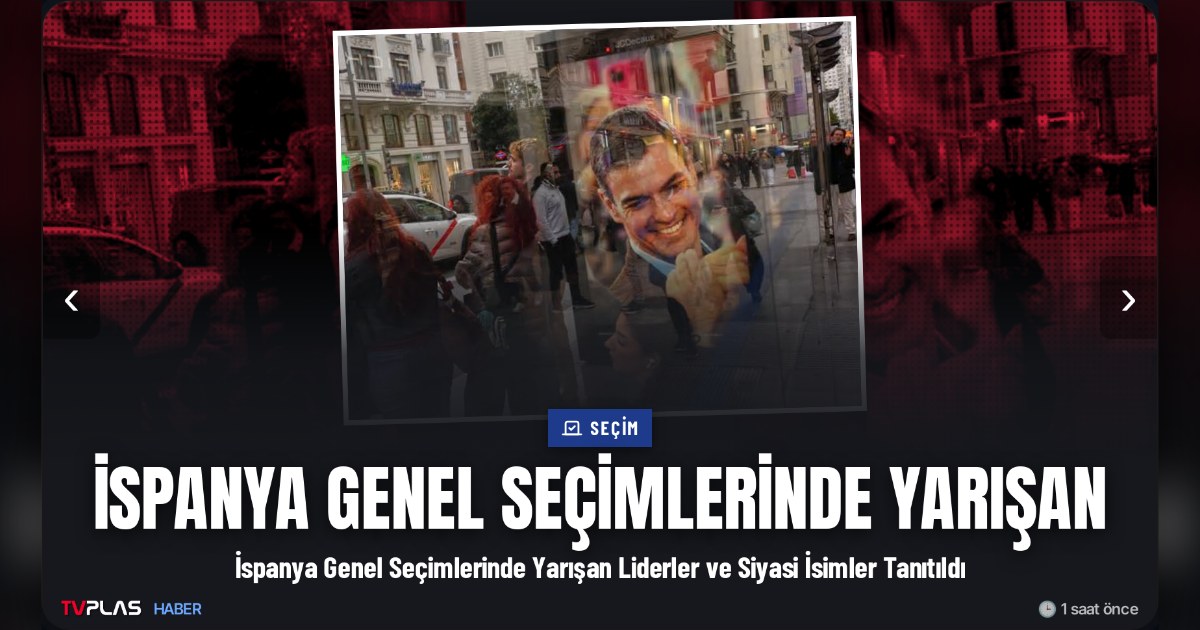 JCDecaux
SEÇİM
İSPANYA GENEL SEÇİMLERİNDE YARIŞAN
İspanya Genel Seçimlerinde Yarışan Liderler ve Siyasi İsimler Tanıtıldı
TVPLAS HABER
1 saat önce